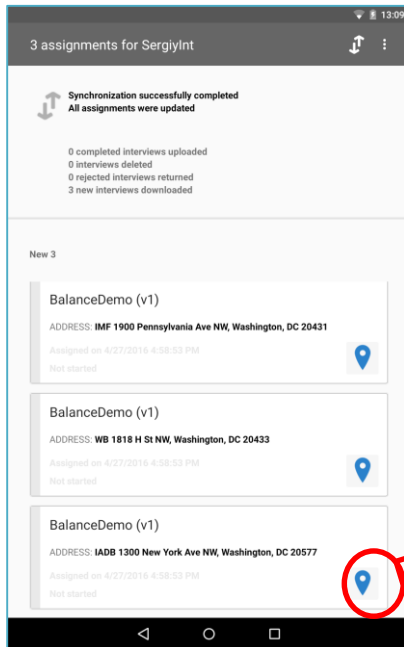 13:09
3 assignments for SergiyInt
Synchronization successfully completed
All assignments were updated
0 completed interviews uploaded
0 interviews deleted
0 rejected interviews returned
3 new interviews downloaded
New 3
BalanceDemo (v1)
ADDRESS: IMF 1900 Pennsylvania Ave NW, Washington, DC 20431
Assigned on 4/27/2016 4:58:53 PM
Not started
BalanceDemo (v1)
ADDRESS: WB 1818 H St NW, Washington, DC 20433
Assigned on 4/27/2016 4:58:53 PM
Not started
BalanceDemo (v1)
ADDRESS: IADB 1300 New York Ave NW, Washington, DC 20577
Assigned on 4/27/2016 4:58:53 PM
Not started